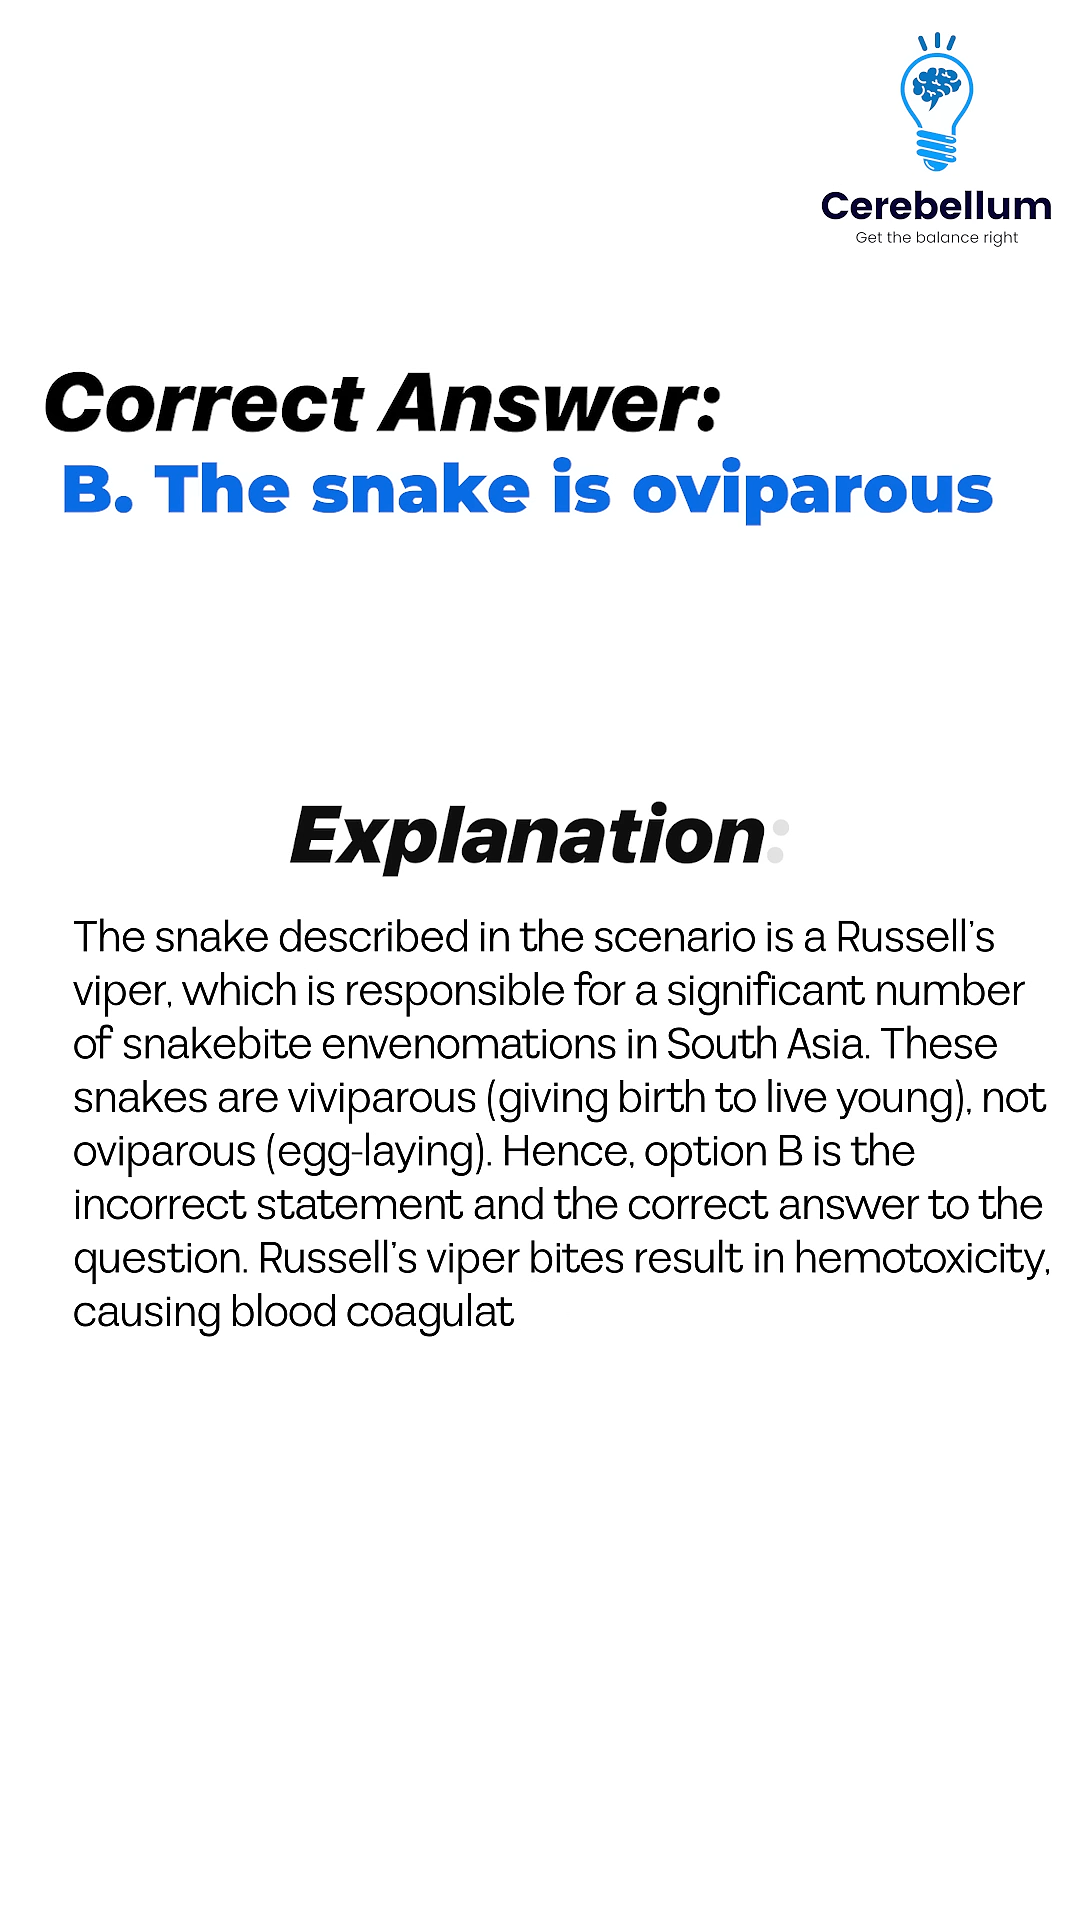 Cerebellum
Get the balance right
Correct Answer:
B. The snake is oviparous
Explanation:
The snake described in the scenario is a Russell's
viper, which is responsible for a significant number
of snakebite envenomations in South Asia. These
snakes are viviparous (giving birth to live young), not
oviparous (egg-laying). Hence, option B is the
incorrect statement and the correct answer to the
question. Russell's viper bites result in hemotoxicity,
causing blood coagulat